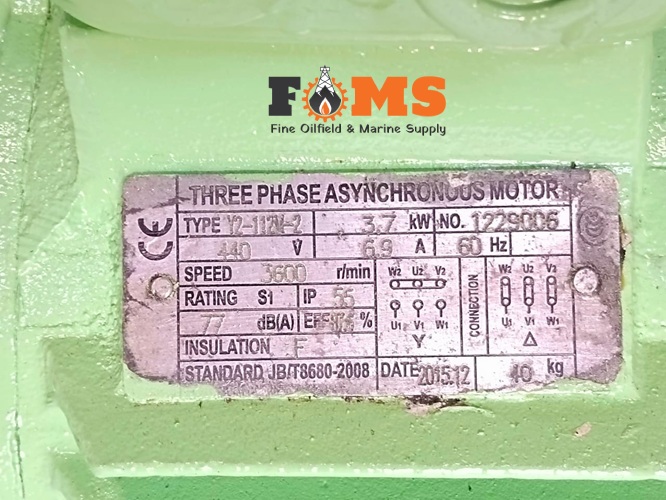 FOMS
Fine Oilfield & Marine Supply
THREE PHASE ASYNCHRONOUS MOTOR
CE
TYPE Y2-112M-2 3.7 kW NO. 1229006
440 V 6.9 A 60 Hz
SPEED 3600 r/min
RATING S1 IP 55
77 dB(A) %
INSULATION F
STANDARD JB/T8680-2008 DATE 2015.12 40 kg
W2 U2 V2
U1 V1 W1
Y
CONNECTION
W2 U2 V2
U1 V1 W1
Δ